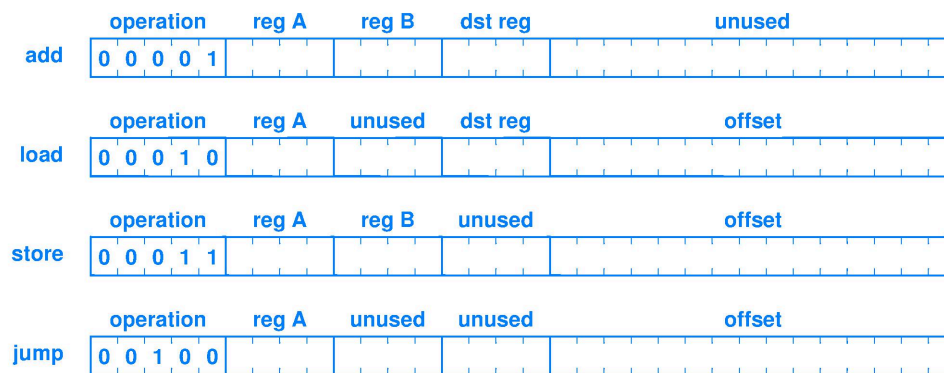 operation reg A reg B dst reg unused
add 0 0 0 0 1
operation reg A unused dst reg offset
load 0 0 0 1 0
operation reg A reg B unused offset
store 0 0 0 1 1
operation reg A unused unused offset
jump 0 0 1 0 0